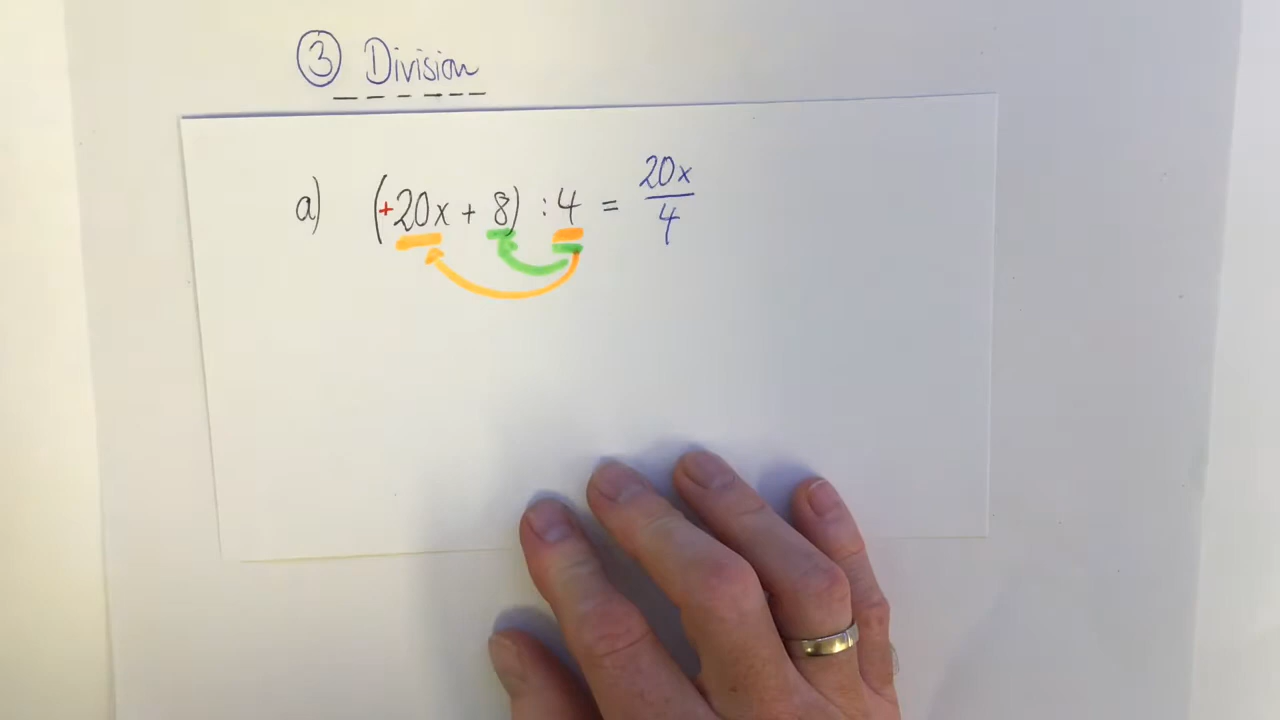 ③ Division
a) (+20x + 8) : 4 = 20x/4